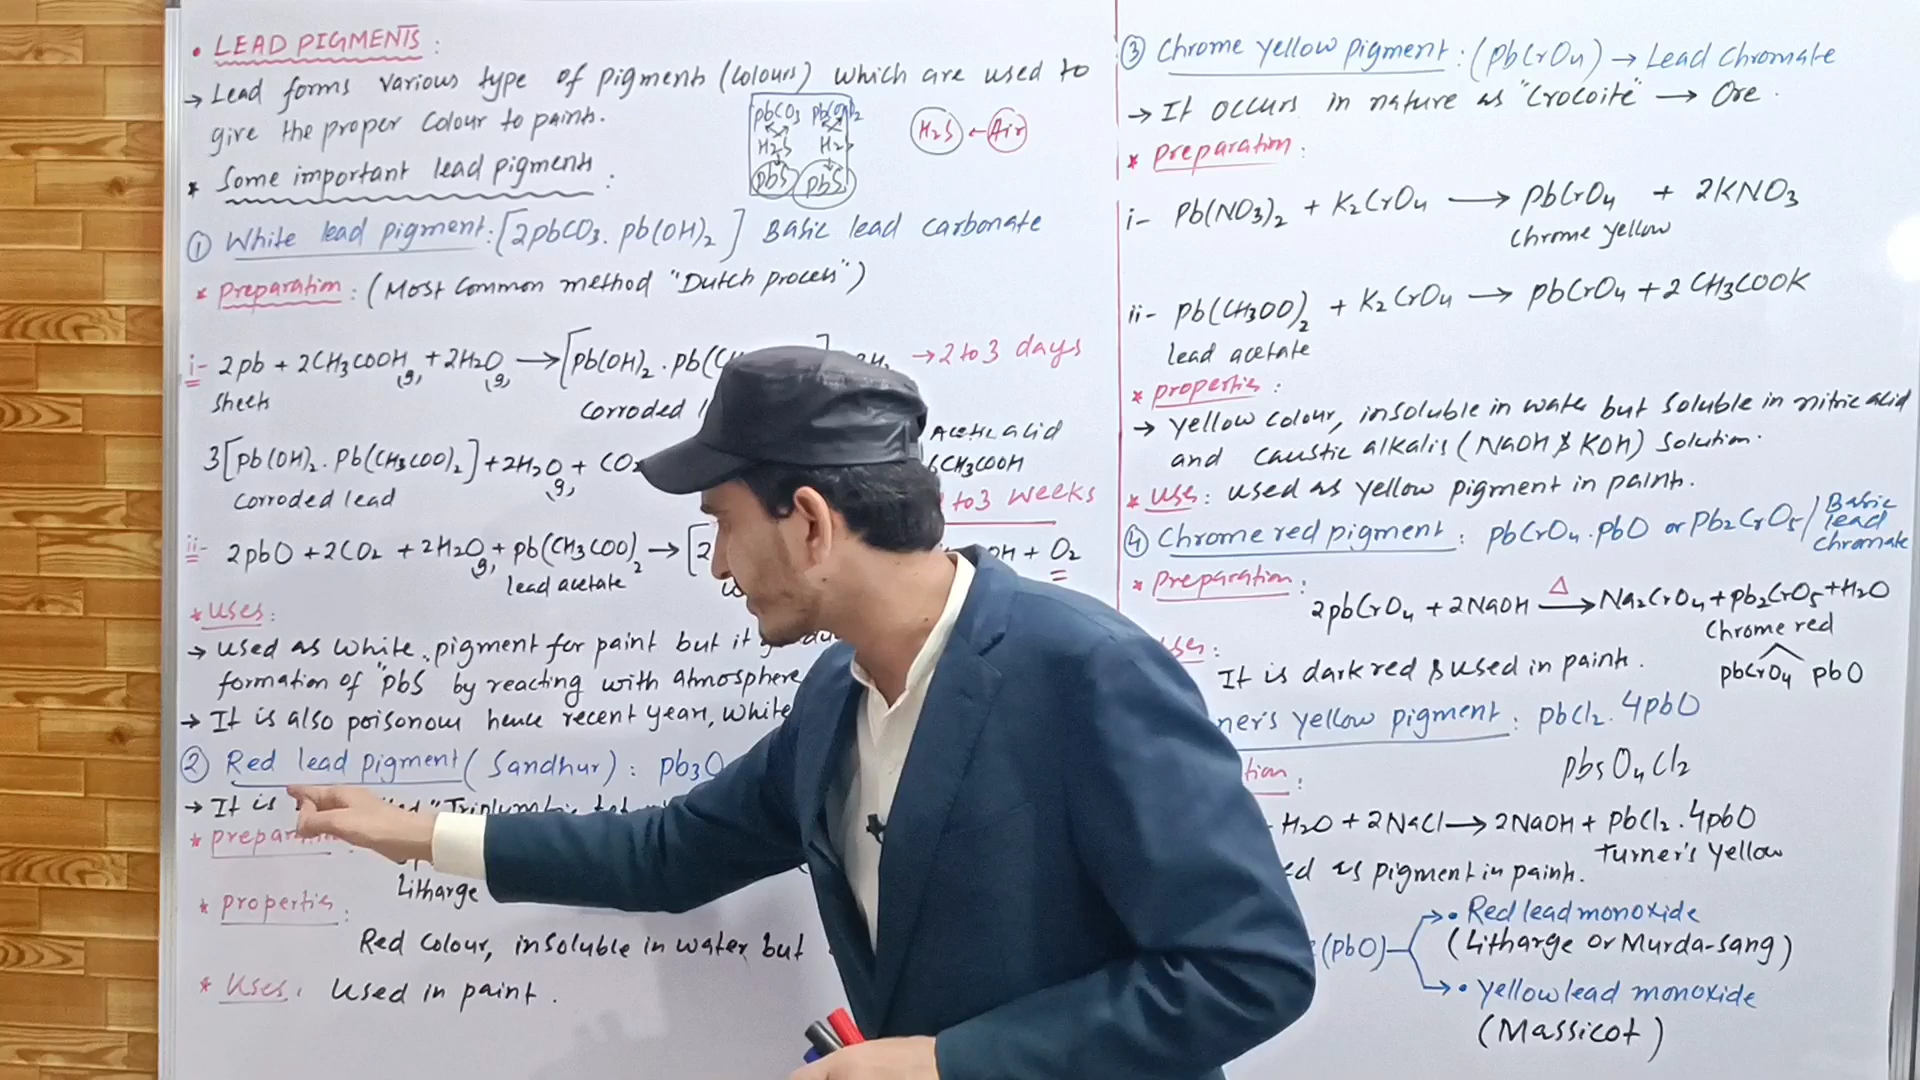 • LEAD PIGMENTS :
→ Lead forms various type of pigments (colours) which are used to
give the proper colour to paints.
pbCO3 pb(OH)2
H2S H2S
pbS pbS
H2S ← Air
* Some important lead pigments :
① White lead pigment : [2pbCO3. pb(OH)2] Basic lead carbonate
* preparation : (Most common method "Dutch process")
i- 2pb + 2CH3COOH(g) + 2H2O(g) → [pb(OH)2. pb(
→ 2 to 3 days
sheets
corroded
3[pb(OH)2. pb(CH3COO)2] + 2H2O(g) + CO2
Acetic acid
6CH3COOH
corroded lead
to 3 weeks
ii- 2pbO + 2CO2 + 2H2O(g) + pb(CH3COO)2 → [2
OH + O2
lead acetate
* uses :
→ used as white pigment for paint but it
formation of "pbS" by reacting with atmosphere
→ It is also poisonous hence recent years, white
② Red lead pigment (Sandhur) : pb3O
→ It is
* prepara
Litharge
* properties :
Red colour, insoluble in water but
* Uses : used in paint.
③ Chrome yellow pigment : (pbCrO4) → Lead chromate
→ It occurs in nature as "Crocoite" → Ore.
* preparation :
i- Pb(NO3)2 + K2CrO4 → pbCrO4 + 2KNO3
chrome yellow
ii- pb(CH3OO)2 + K2CrO4 → pbCrO4 + 2CH3COOK
lead acetate
* properties :
→ yellow colour, insoluble in water but soluble in nitric acid
and caustic alkalis (NaOH & KOH) solution.
* use : used as yellow pigment in paints.
④ Chrome red pigment : pbCrO4.pbO or Pb2CrO5 / Basic lead chromate
* preparation :
2pbCrO4 + 2NaOH △→ Na2CrO4 + pb2CrO5 + H2O
Chrome red
pbCrO4 pbO
ses :
It is dark red & used in paints.
ner's yellow pigment : pbCl2.4pbO
pb5O4Cl2
tion :
H2O + 2NaCl → 2NaOH + pbCl2.4pbO
Turner's yellow
ed as pigment in paint.
(pbO)
• Red lead monoxide
(Litharge or Murda-sang)
• yellow lead monoxide
(Massicot)